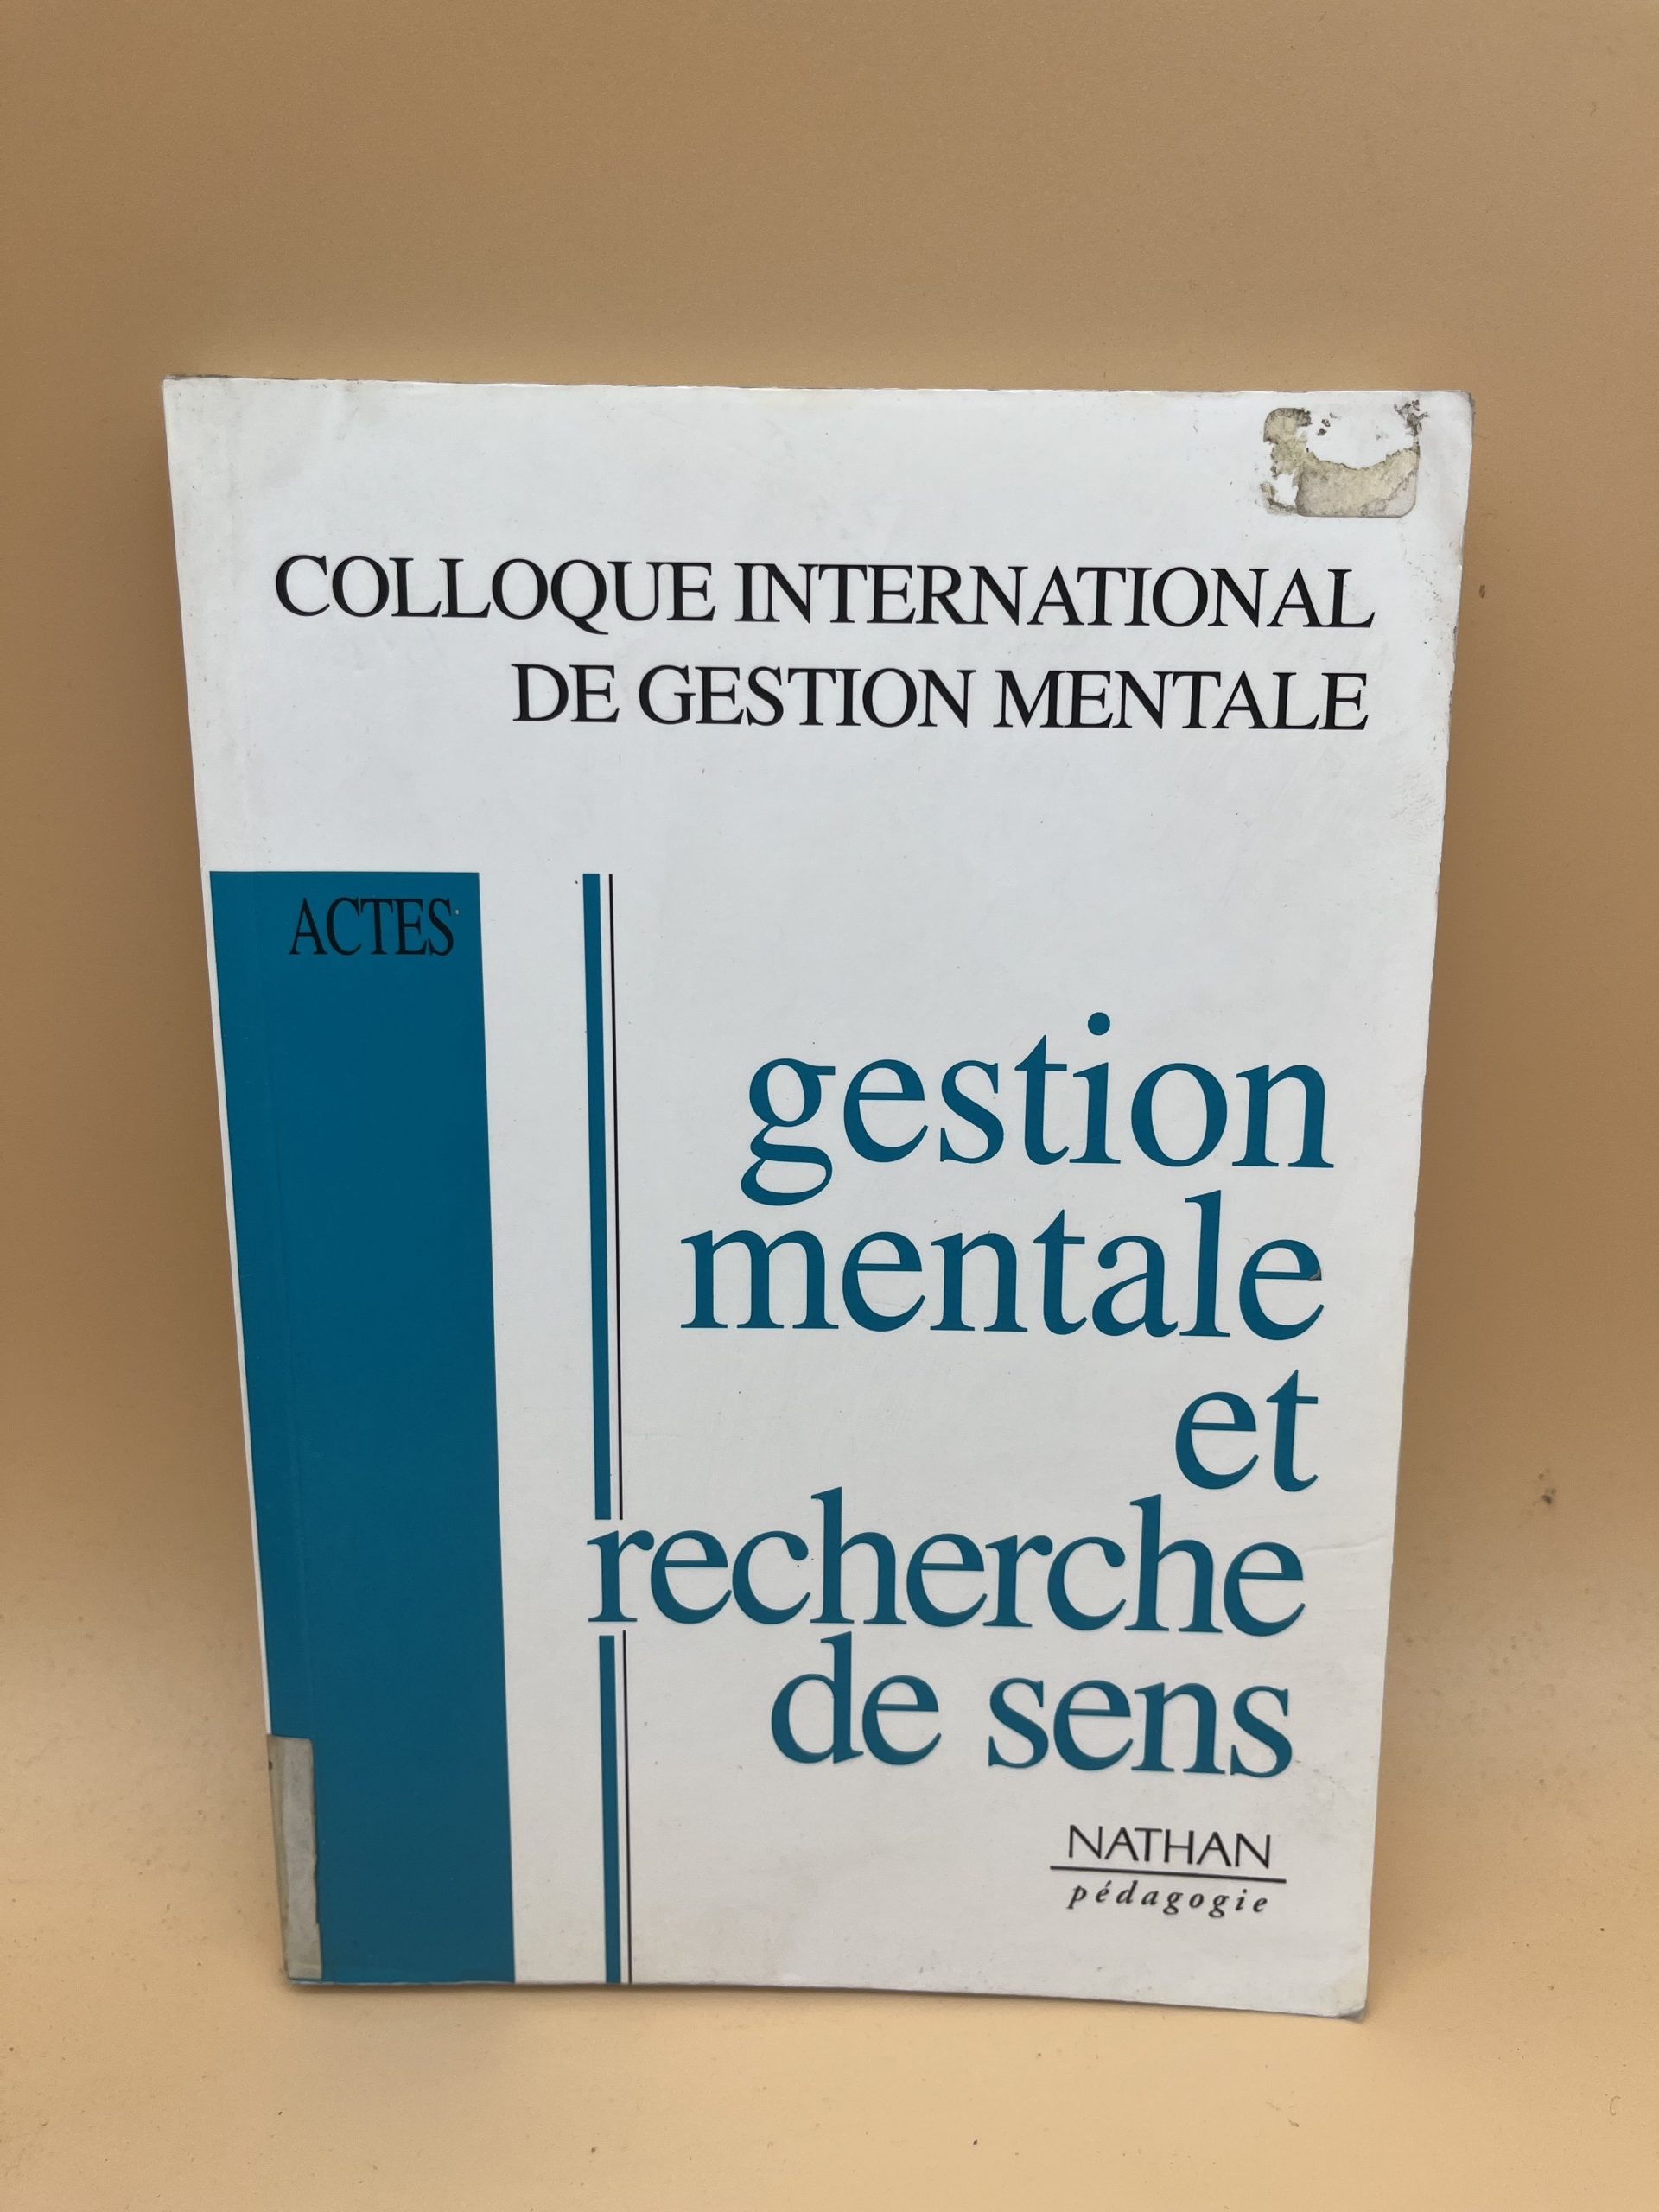 COLLOQUE INTERNATIONAL
DE GESTION MENTALE
ACTES
gestion
mentale
et
recherche
de sens
NATHAN
pédagogie